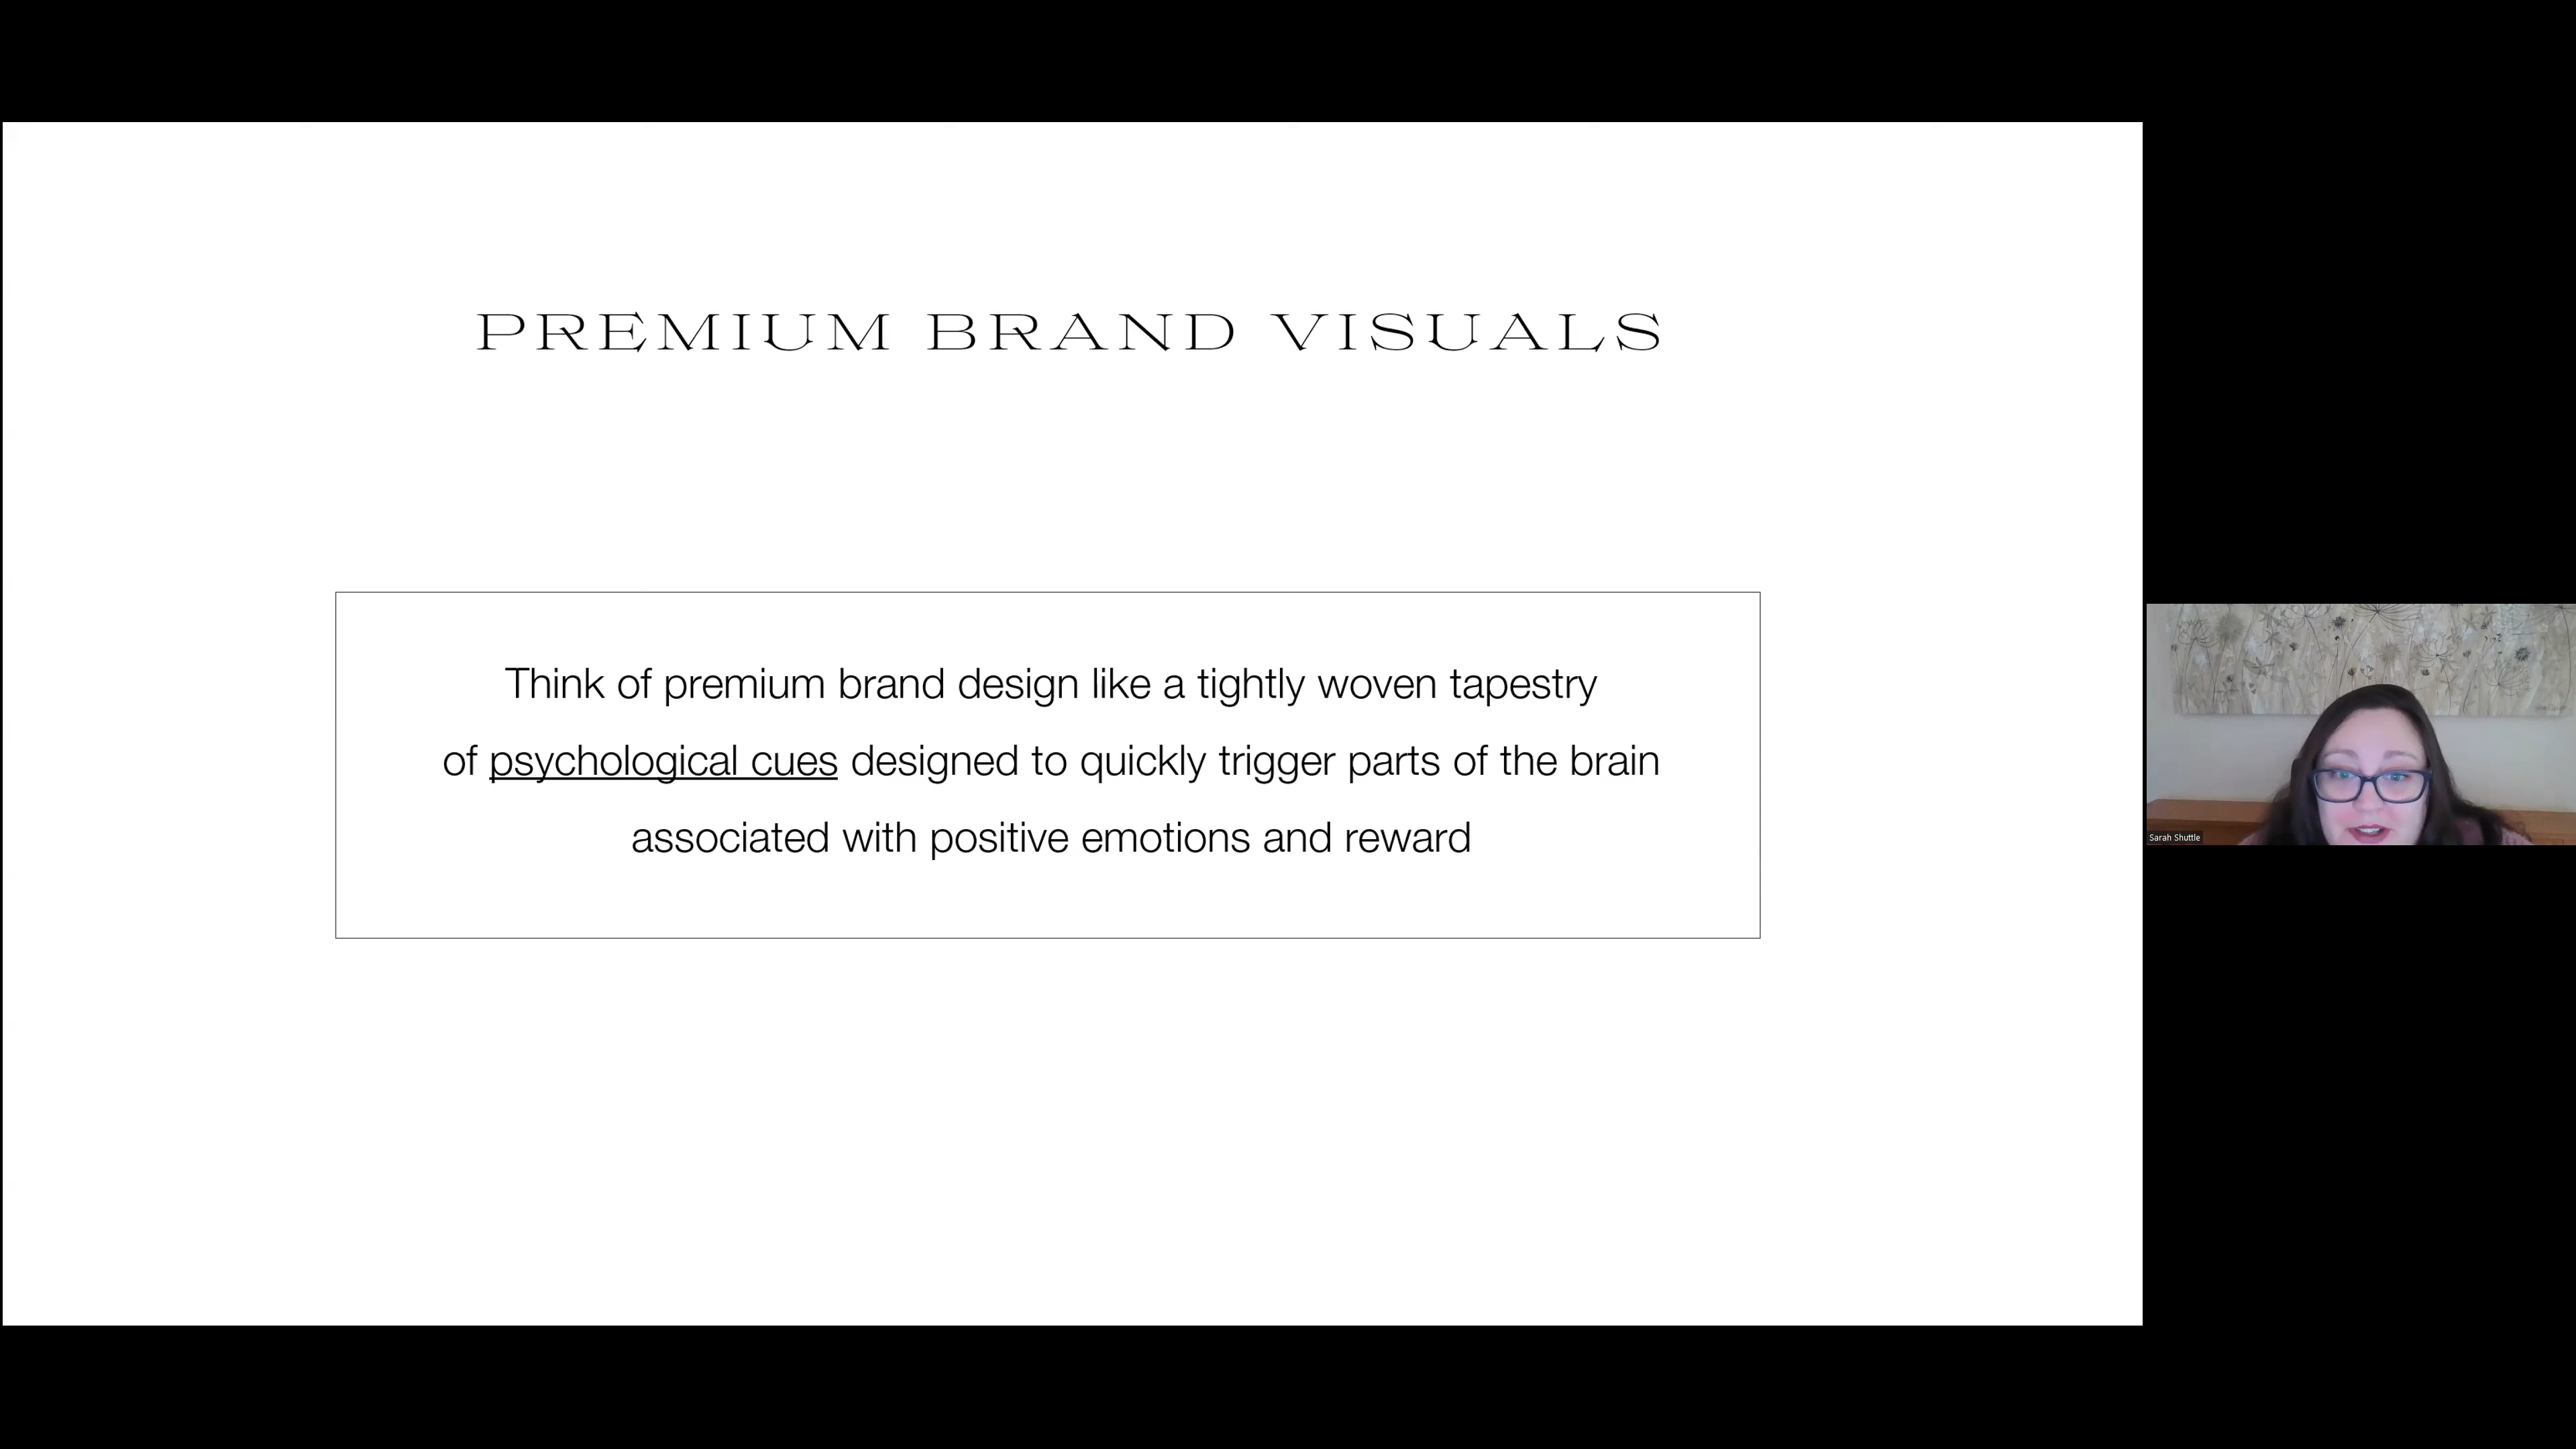 PREMIUM BRAND VISUALS
Think of premium brand design like a tightly woven tapestry
of psychological cues designed to quickly trigger parts of the brain
associated with positive emotions and reward
Sarah Shuttle